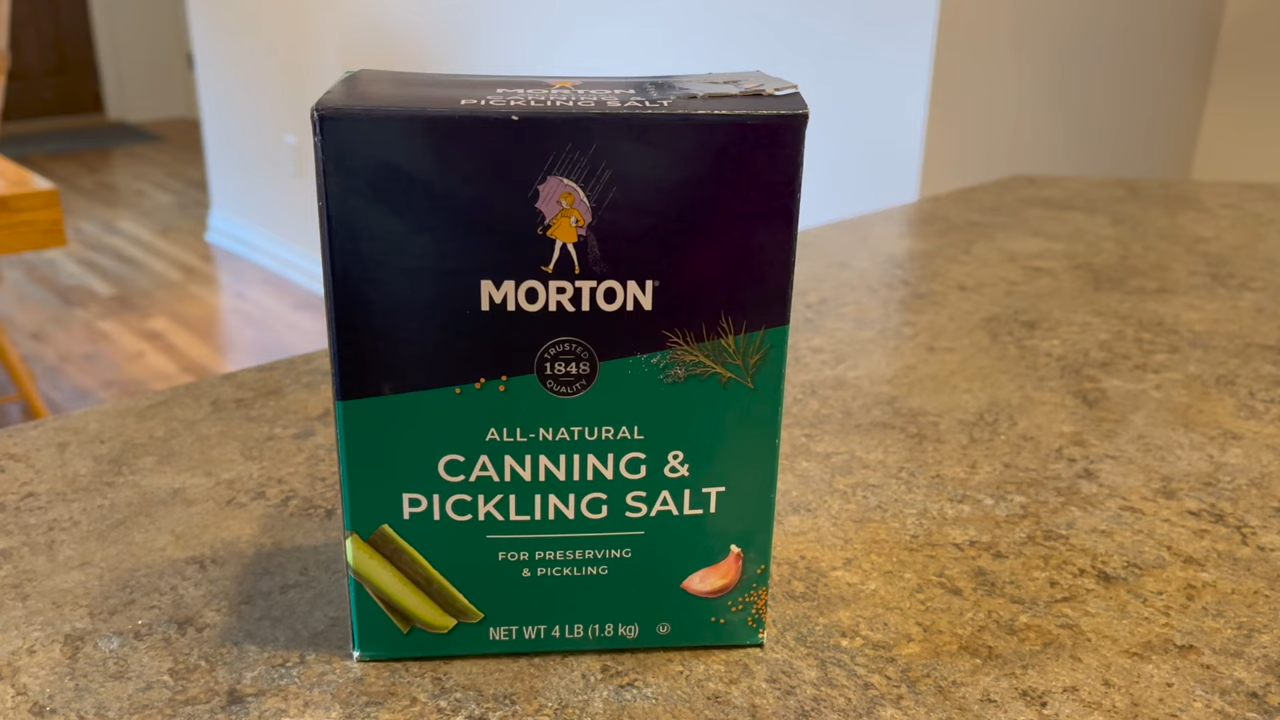 MORTON
CANNING &
PICKLING SALT
MORTON
TRUSTED
1848
QUALITY
ALL-NATURAL
CANNING &
PICKLING SALT
FOR PRESERVING
& PICKLING
NET WT 4 LB (1.8 kg) U